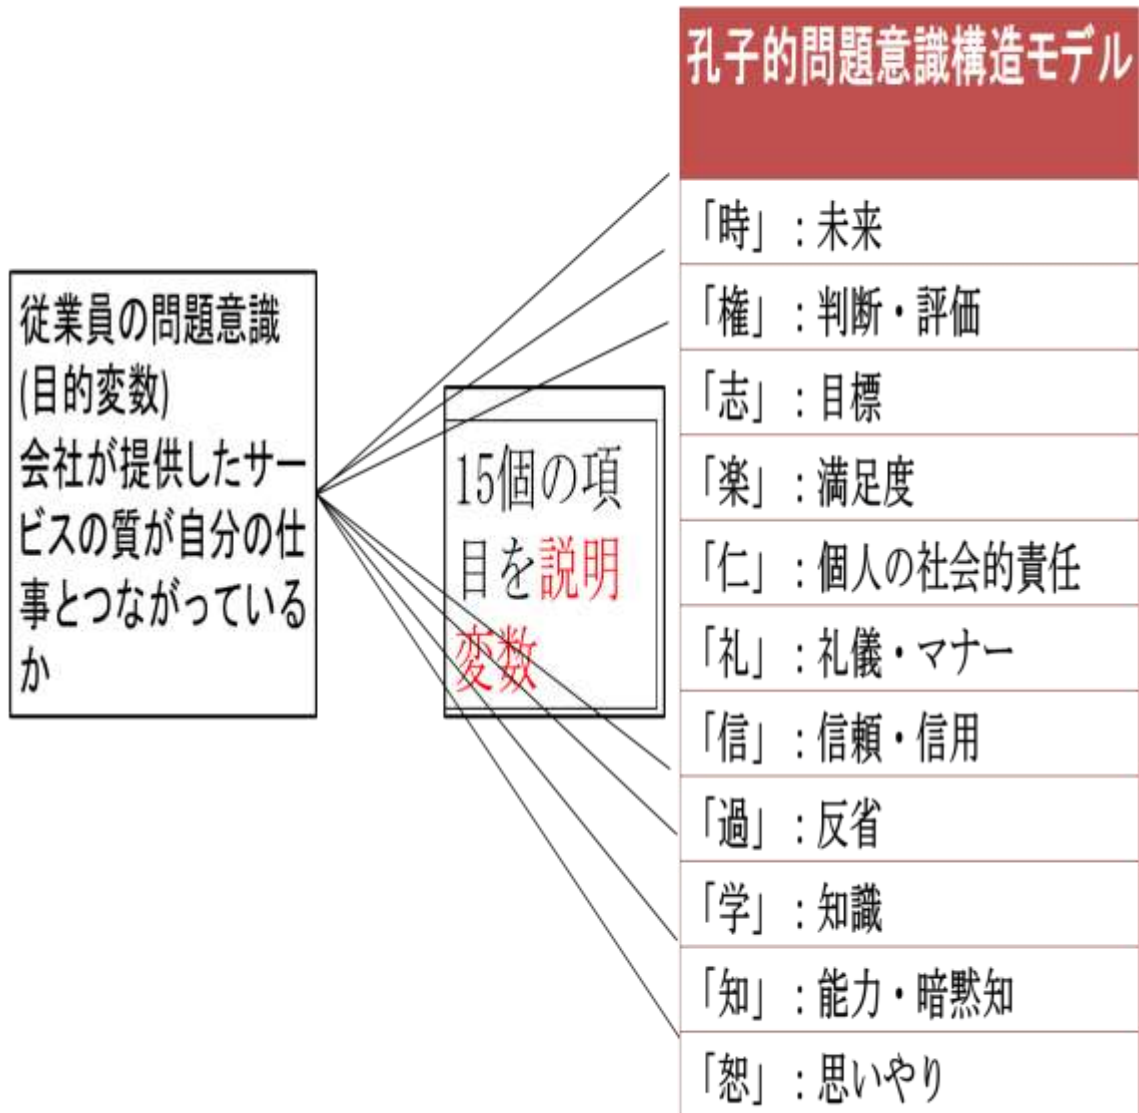 孔子的問題意識構造モデル
「時」：未来
「権」：判断・評価
「志」：目標
「楽」：満足度
「仁」：個人の社会的責任
「礼」：礼儀・マナー
「信」：信頼・信用
「過」：反省
「学」：知識
「知」：能力・暗黙知
「恕」：思いやり
従業員の問題意識
(目的変数)
会社が提供したサー
ビスの質が自分の仕
事とつながっている
か
15個の項
目を説明
変数